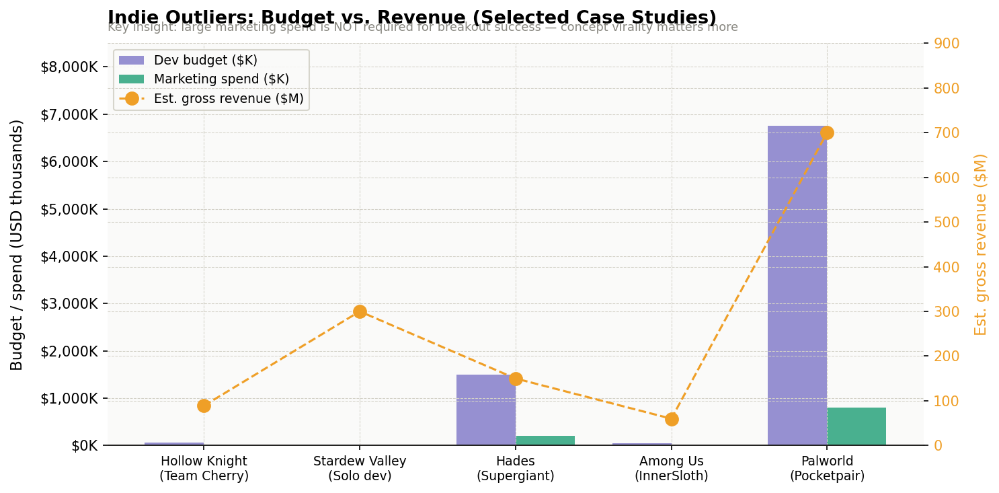 Indie Outliers: Budget vs. Revenue (Selected Case Studies)
Key insight: large marketing spend is NOT required for breakout success — concept virality matters more
Dev budget ($K)
Marketing spend ($K)
Est. gross revenue ($M)
Budget / spend (USD thousands)
$8,000K
$7,000K
$6,000K
$5,000K
$4,000K
$3,000K
$2,000K
$1,000K
$0K
900
800
700
600
500
400
300
200
100
0
Est. gross revenue ($M)
Hollow Knight
(Team Cherry)
Stardew Valley
(Solo dev)
Hades
(Supergiant)
Among Us
(InnerSloth)
Palworld
(Pocketpair)